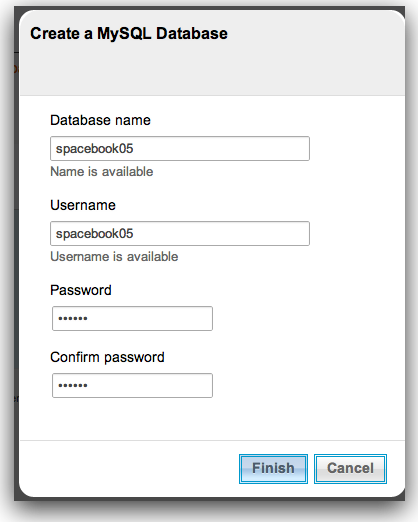 Create a MySQL Database
Database name
spacebook05
Name is available
Username
spacebook05
Username is available
Password
••••••
Confirm password
••••••
Finish Cancel